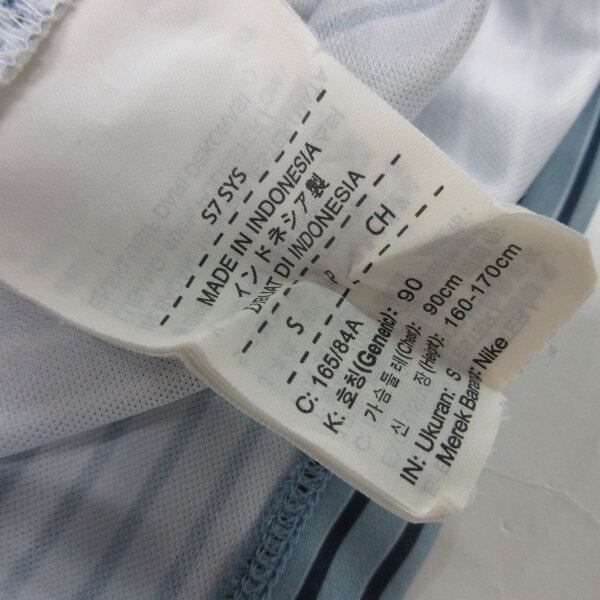 S7 SYS
MADE IN INDONESIA
インドネシア製
DIBUAT DI INDONESIA
S P CH
C: 165/84A
K: 호칭(Generic): 90
가슴둘레(Chest): 90cm
신 장(Height): 160-170cm
IN: Ukuran: S
Merek Barang: Nike